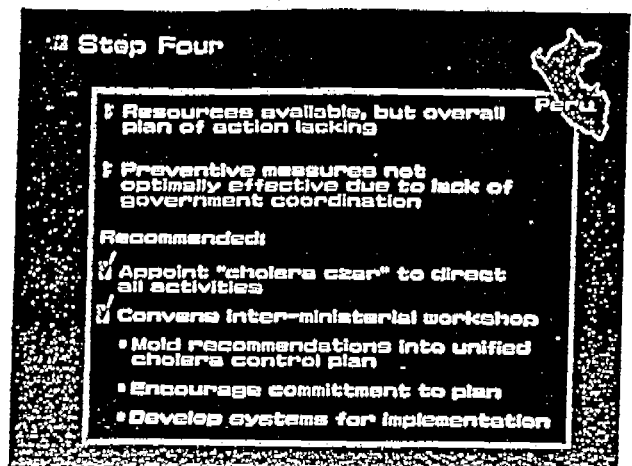 Step Four
Peru
Resources available, but overall
plan of action lacking
Preventive measures not
optimally effective due to lack of
government coordination
Recommended:
Appoint "cholera czar" to direct
all activities
Convene inter-ministerial workshop
Mold recommendations into unified
cholera control plan
Encourage committment to plan
Develop systems for implementation